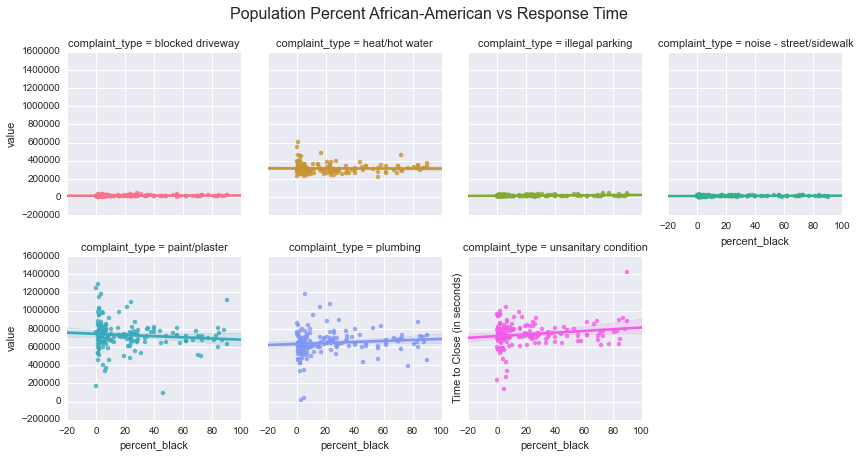 Population Percent African-American vs Response Time
complaint_type = blocked driveway
complaint_type = heat/hot water
complaint_type = illegal parking
complaint_type = noise - street/sidewalk
1600000
1400000
1200000
1000000
800000
600000
400000
200000
0
−200000
value
−20 0 20 40 60 80 100
percent_black
complaint_type = paint/plaster
complaint_type = plumbing
complaint_type = unsanitary condition
1600000
1400000
1200000
1000000
800000
600000
400000
200000
0
−200000
value
Time to Close (in seconds)
−20 0 20 40 60 80 100
−20 0 20 40 60 80 100
−20 0 20 40 60 80 100
percent_black
percent_black
percent_black